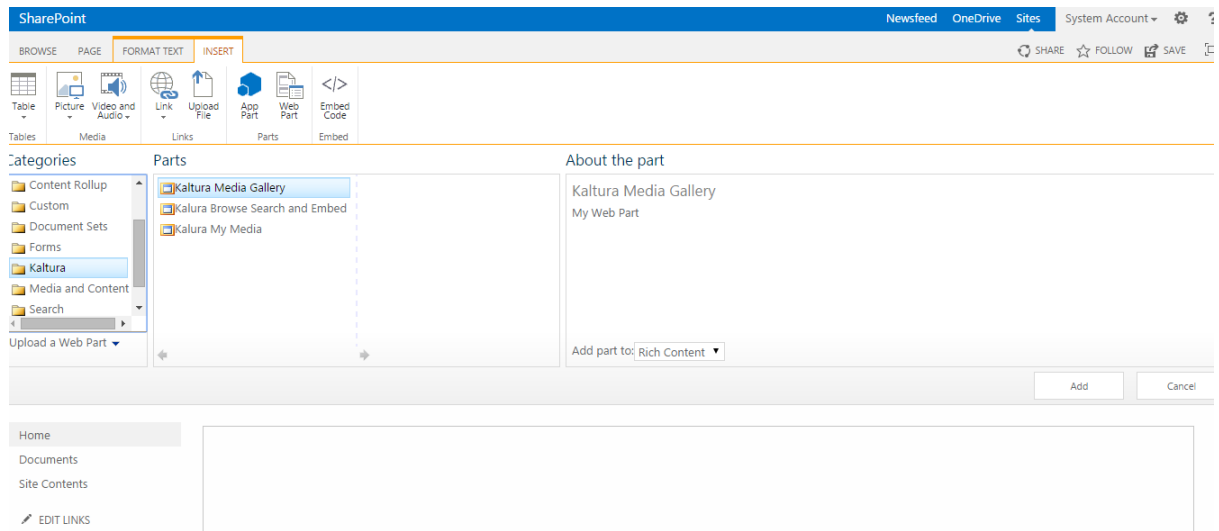 SharePoint
Newsfeed OneDrive Sites System Account ?
BROWSE PAGE FORMAT TEXT INSERT
SHARE FOLLOW SAVE
Table
Picture
Video and
Audio
Link
Upload
File
App
Part
Web
Part
</>
Embed
Code
Tables Media Links Parts Embed
Categories
Content Rollup
Custom
Document Sets
Forms
Kaltura
Media and Content
Search
Upload a Web Part
Parts
Kaltura Media Gallery
Kalura Browse Search and Embed
Kalura My Media
About the part
Kaltura Media Gallery
My Web Part
Add part to: Rich Content
Add Cancel
Home
Documents
Site Contents
EDIT LINKS